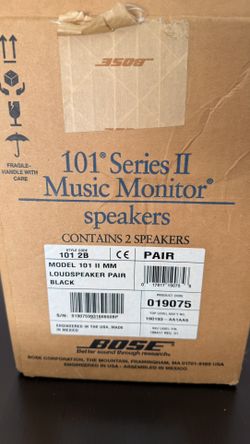 BOSE
FRAGILE-
HANDLE WITH
CARE
101® Series II
Music Monitor®
speakers
CONTAINS 2 SPEAKERS
STYLE CODE
101 2B
CE
PAIR
MODEL 101 II MM
LOUDSPEAKER PAIR
BLACK
PRODUCT CODE
019075
S/N:
ENGINEERED IN THE USA, MADE
IN MEXICO
BOSE
Better sound through research®
BOSE CORPORATION, THE MOUNTAIN, FRAMINGHAM, MA 01701-9168 USA
ENGINEERED IN USA - ASSEMBLED IN MEXICO